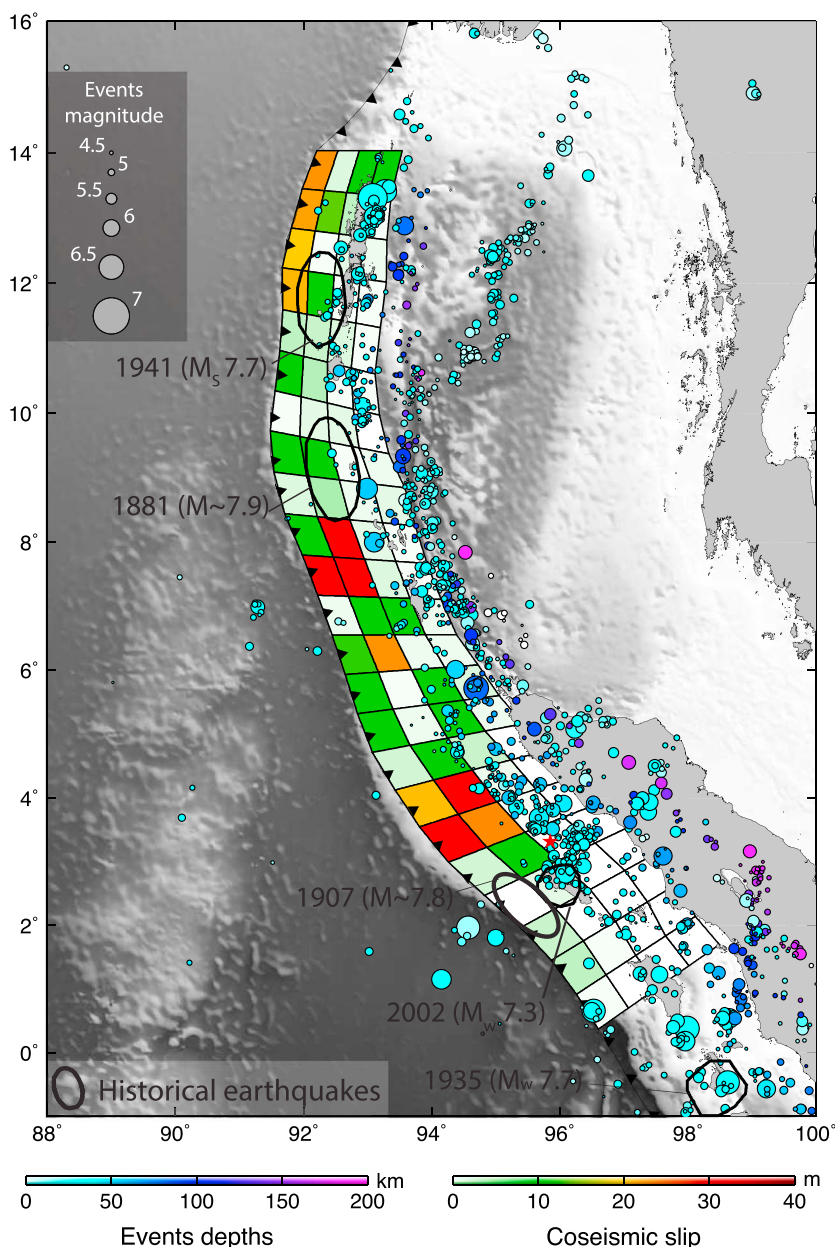 16°
14°
12°
10°
8°
6°
4°
2°
0°
Events
magnitude
4.5
5
5.5
6
6.5
7
1941 (MS 7.7)
1881 (M~7.9)
1907 (M~7.8)
2002 (Mw 7.3)
1935 (Mw 7.7)
Historical earthquakes
88° 90° 92° 94° 96° 98° 100°
km
0 50 100 150 200
Events depths
m
0 10 20 30 40
Coseismic slip